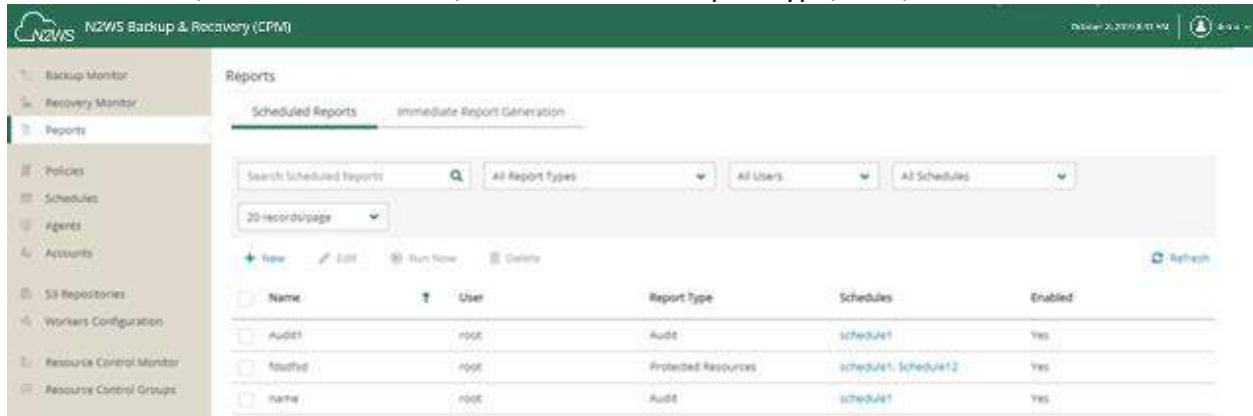 N2WS N2WS Backup & Recovery (CPM)
Backup Monitor
Recovery Monitor
Reports
Policies
Schedules
Agents
Accounts
S3 Repositories
Workers Configuration
Resource Control Monitor
Resource Control Groups
Reports
Scheduled Reports Immediate Report Generation
Search Scheduled Reports All Report Types All Users All Schedules
20 records/page
New Edit Run Now Delete Refresh
Name User Report Type Schedules Enabled
Audit1 root Audit schedule1 Yes
root Protected Resources schedule1, Schedule12 Yes
name root Audit schedule1 Yes